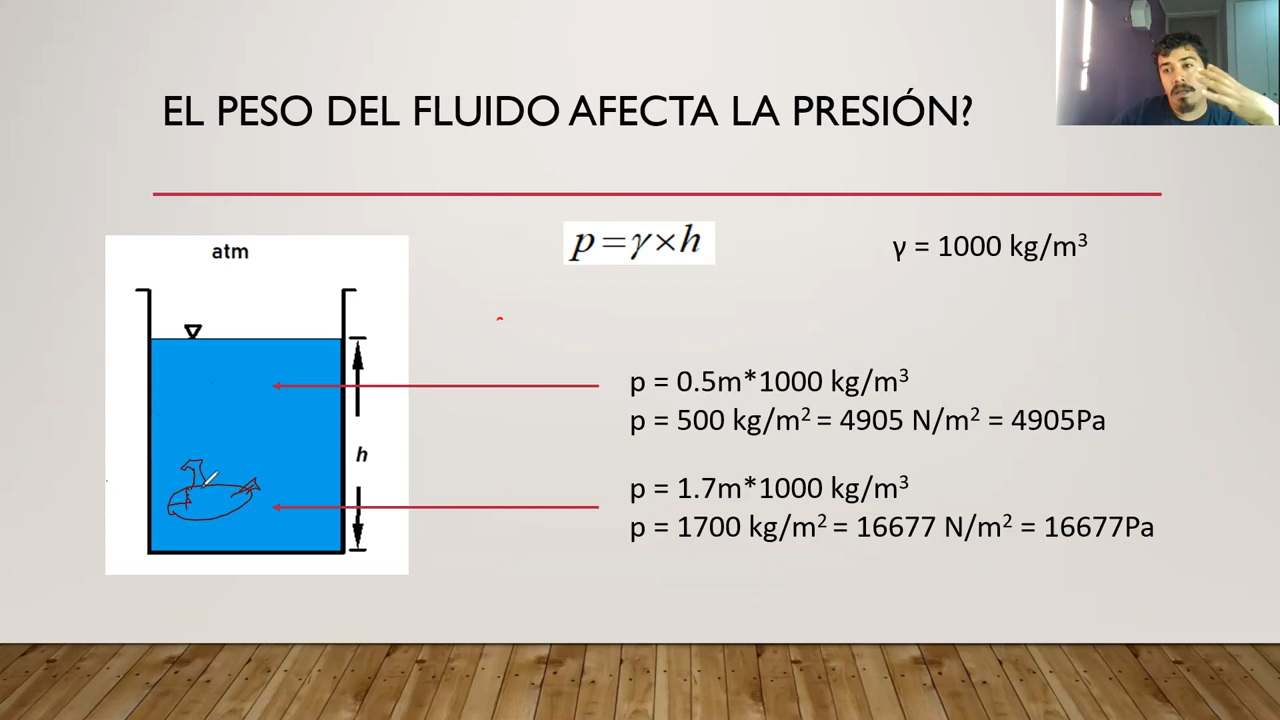 EL PESO DEL FLUIDO AFECTA LA PRESIÓN?
atm
p = γ × h
γ = 1000 kg/m³
h
p = 0.5m*1000 kg/m³
p = 500 kg/m² = 4905 N/m² = 4905Pa
p = 1.7m*1000 kg/m³
p = 1700 kg/m² = 16677 N/m² = 16677Pa